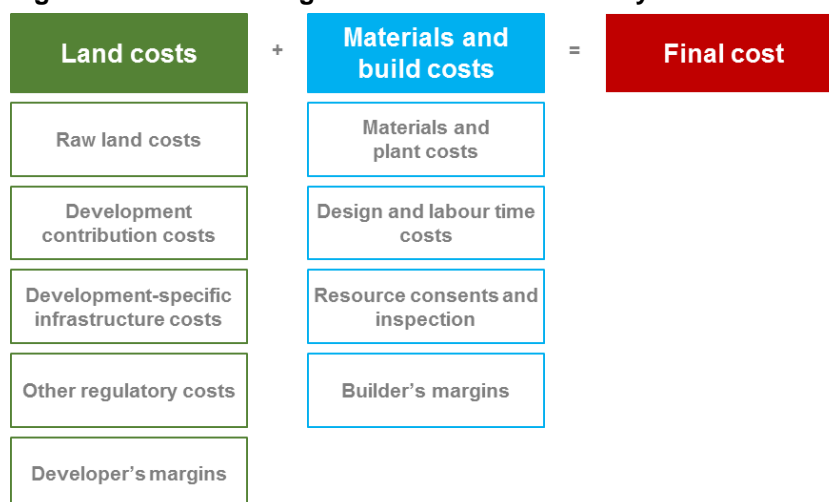 Land costs
+
Materials and
build costs
=
Final cost
Raw land costs
Development
contribution costs
Development-specific
infrastructure costs
Other regulatory costs
Developer's margins
Materials and
plant costs
Design and labour time
costs
Resource consents and
inspection
Builder's margins